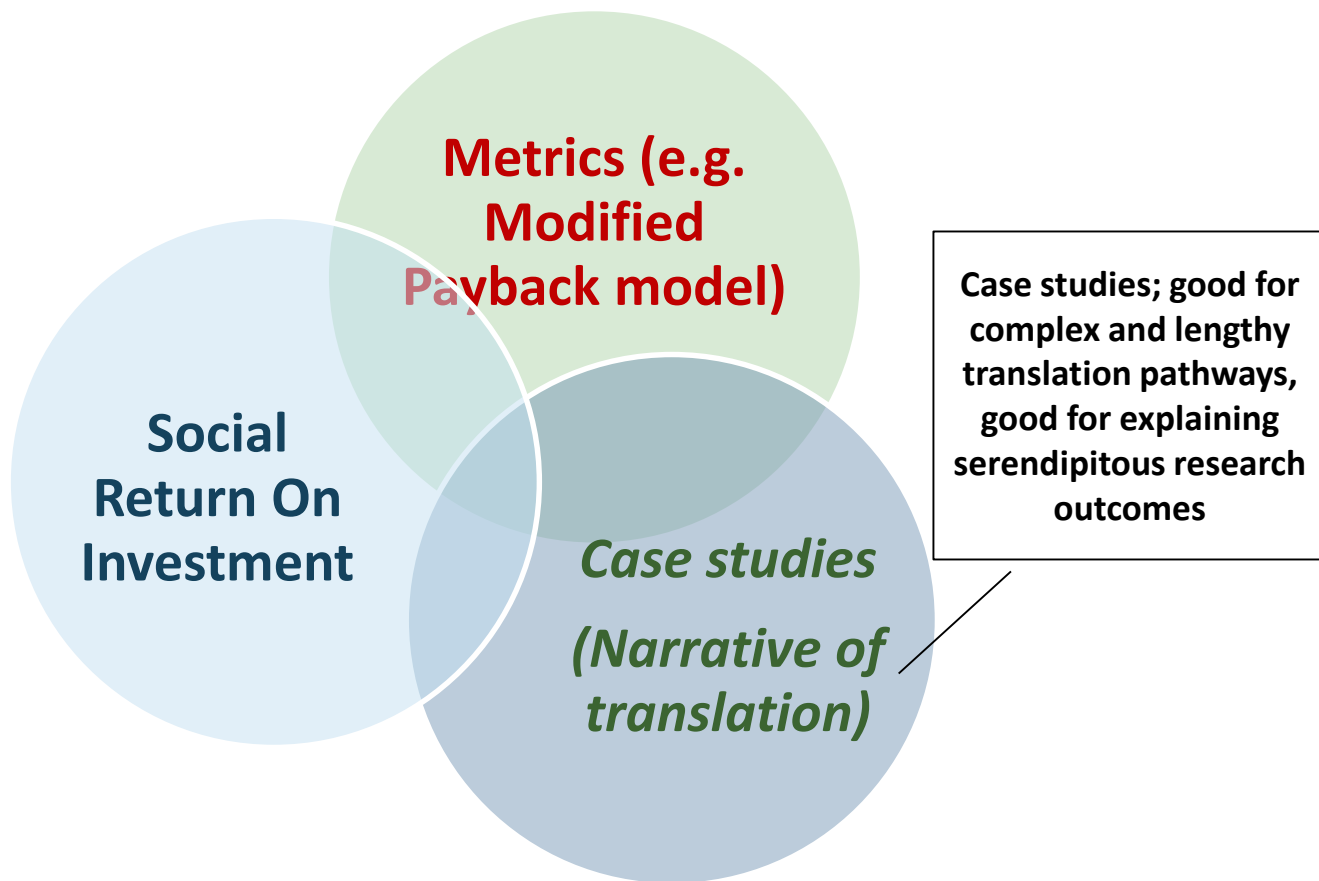 Metrics (e.g.
Modified
Payback model)
Social
Return On
Investment
Case studies
(Narrative of
translation)
Case studies; good for
complex and lengthy
translation pathways,
good for explaining
serendipitous research
outcomes